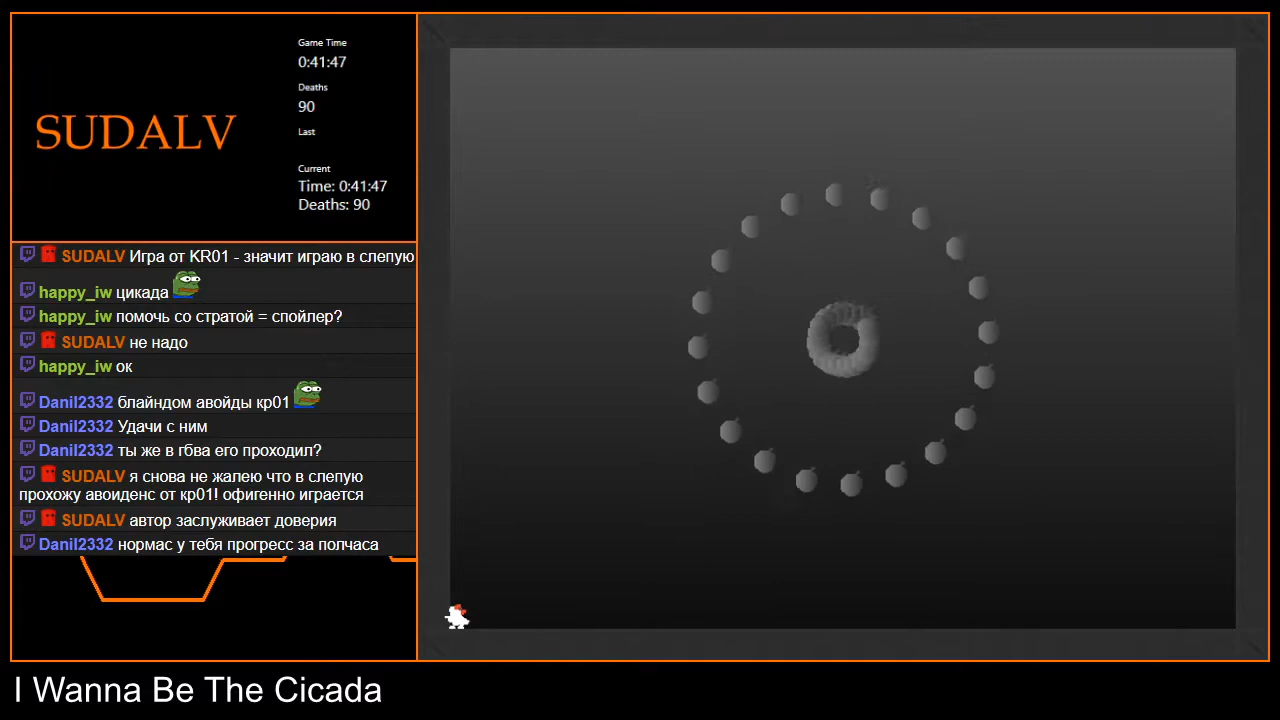 SUDALV
Game Time
0:41:47
Deaths
90
Last
Current
Time: 0:41:47
Deaths: 90
SUDALV Игра от KR01 - значит играю в слепую
happy_iw цикада
happy_iw помочь со стратой = спойлер?
SUDALV не надо
happy_iw ок
Danil2332 блайндом авойды кр01
Danil2332 Удачи с ним
Danil2332 ты же в гбва его проходил?
SUDALV я снова не жалею что в слепую
прохожу авоиденс от кр01! офигенно играется
SUDALV автор заслуживает доверия
Danil2332 нормас у тебя прогресс за полчаса
I Wanna Be The Cicada